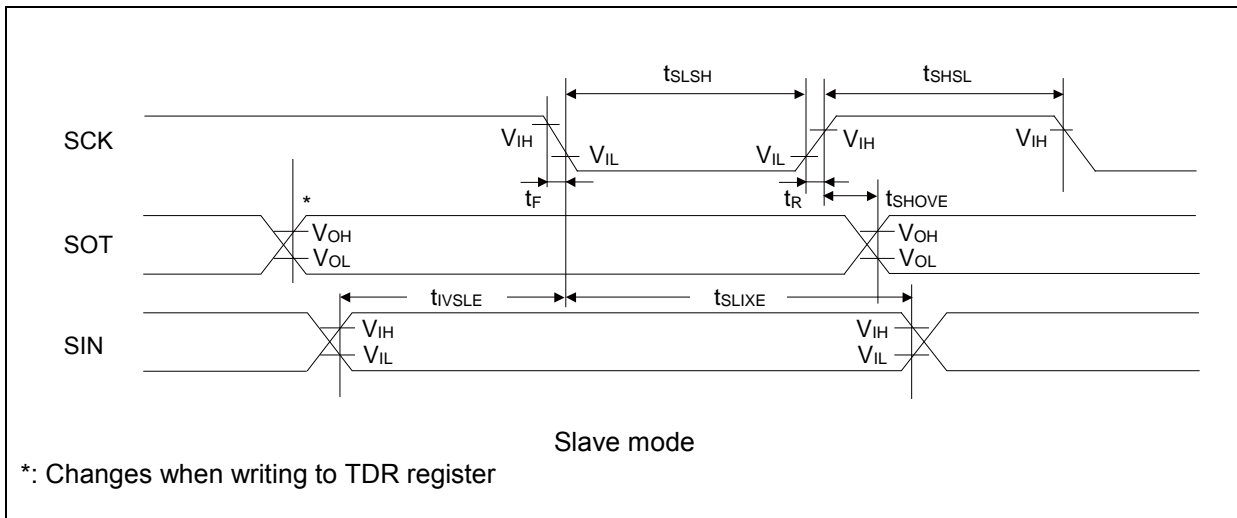 tSLSH tSHSL
SCK VIH VIL VIL VIH VIH
tF tR tSHOVE
*
SOT VOH VOH
VOL VOL
tIVSLE tSLIXE
SIN VIH VIH
VIL VIL
Slave mode
*: Changes when writing to TDR register